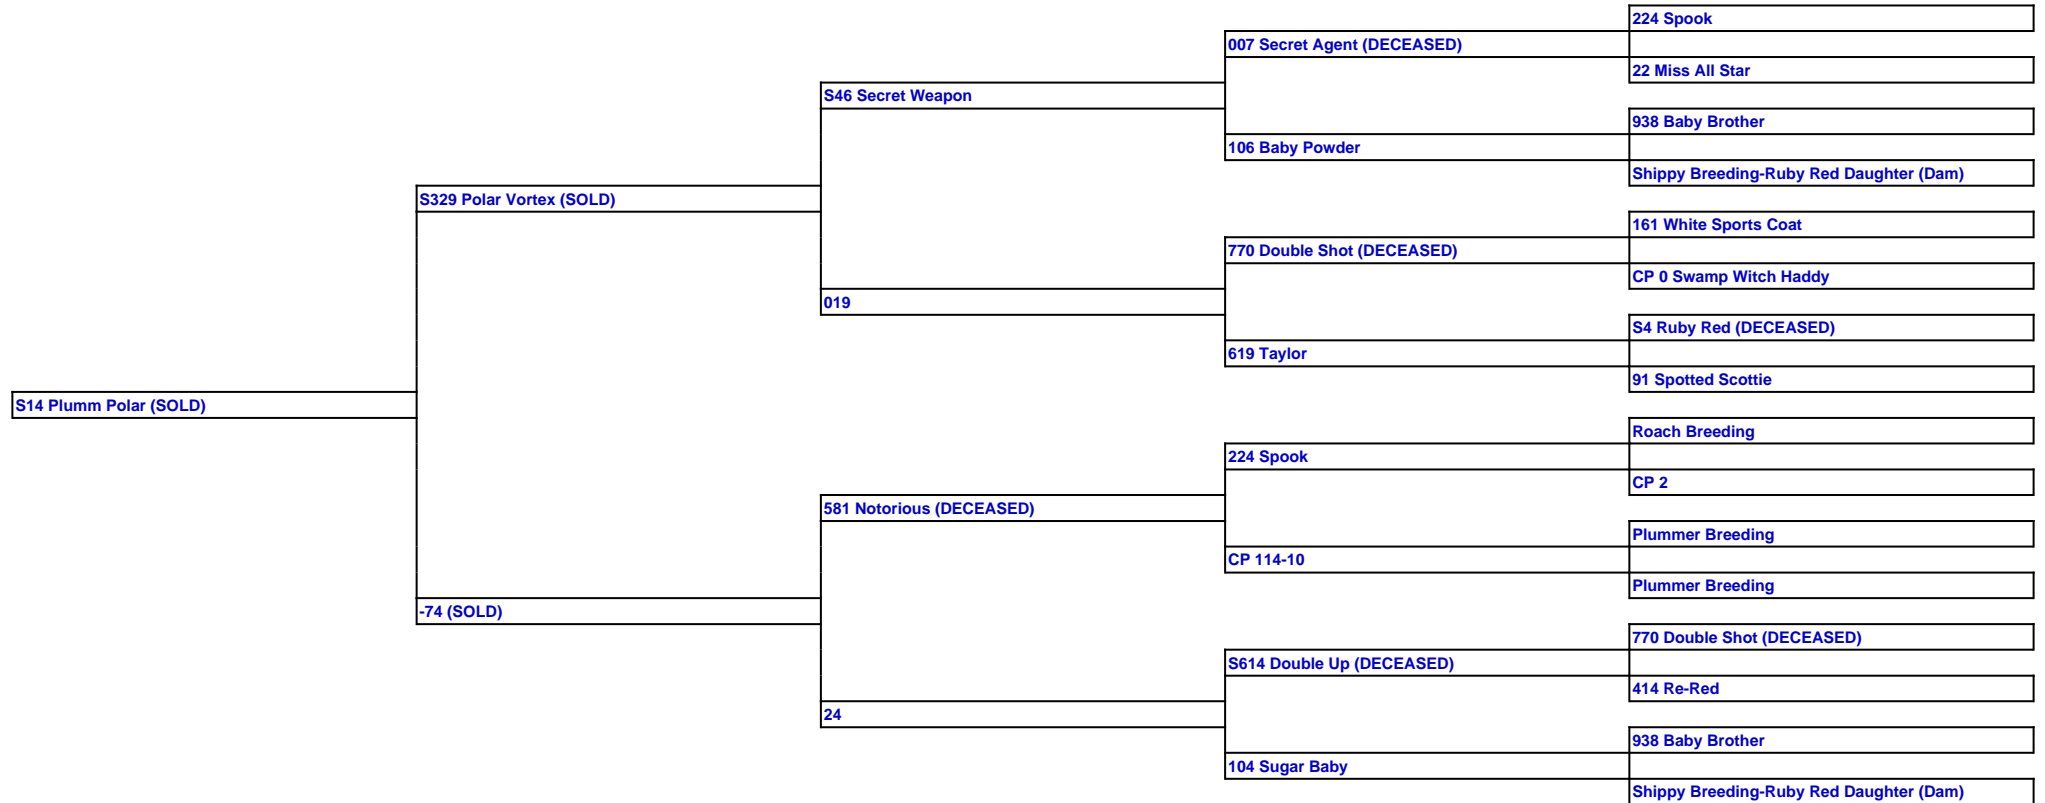 224 Spook
007 Secret Agent (DECEASED)
22 Miss All Star
S46 Secret Weapon
938 Baby Brother
106 Baby Powder
Shippy Breeding-Ruby Red Daughter (Dam)
S329 Polar Vortex (SOLD)
161 White Sports Coat
770 Double Shot (DECEASED)
CP 0 Swamp Witch Haddy
019
S4 Ruby Red (DECEASED)
619 Taylor
91 Spotted Scottie
S14 Plumm Polar (SOLD)
Roach Breeding
224 Spook
CP 2
581 Notorious (DECEASED)
Plummer Breeding
CP 114-10
Plummer Breeding
-74 (SOLD)
770 Double Shot (DECEASED)
S614 Double Up (DECEASED)
414 Re-Red
24
938 Baby Brother
104 Sugar Baby
Shippy Breeding-Ruby Red Daughter (Dam)